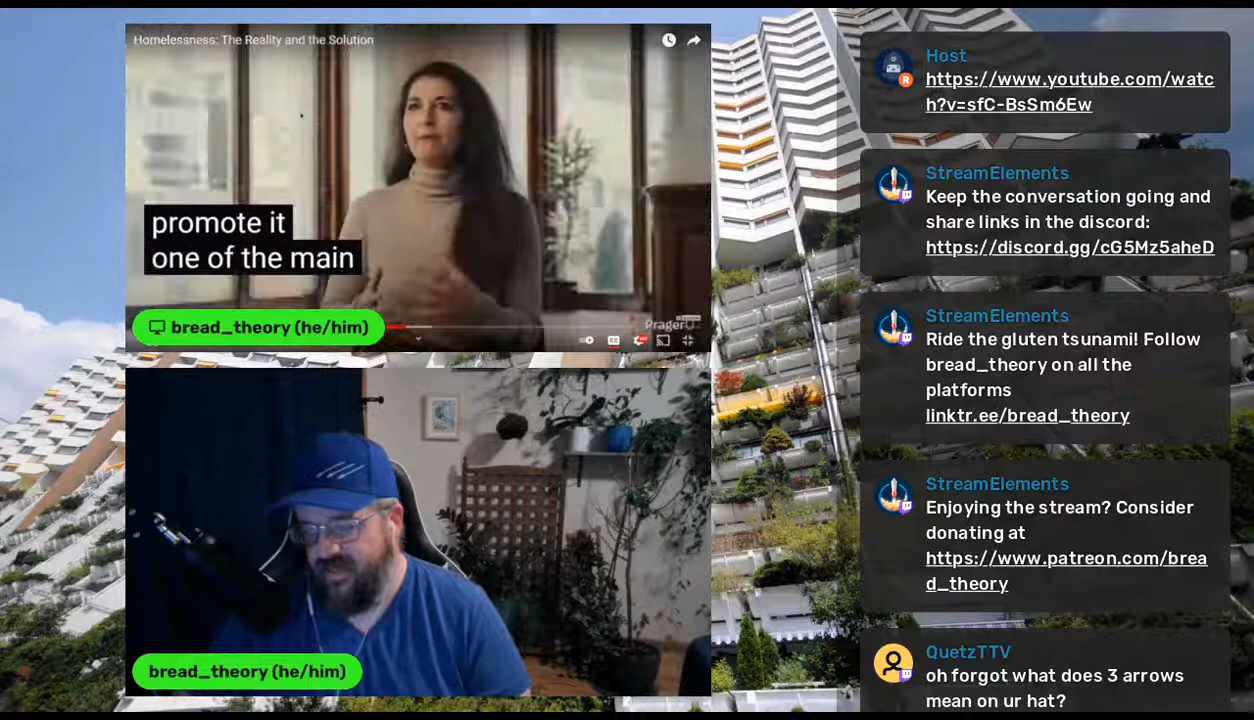 Homelessness: The Reality and the Solution
promote it
one of the main
PragerU
bread_theory (he/him)
bread_theory (he/him)
Host
https://www.youtube.com/watc
h?v=sfC-BsSm6Ew
StreamElements
Keep the conversation going and
share links in the discord:
https://discord.gg/cG5Mz5aheD
StreamElements
Ride the gluten tsunami! Follow
bread_theory on all the
platforms
linktr.ee/bread_theory
StreamElements
Enjoying the stream? Consider
donating at
https://www.patreon.com/brea
d_theory
QuetzTTV
oh forgot what does 3 arrows
mean on ur hat?